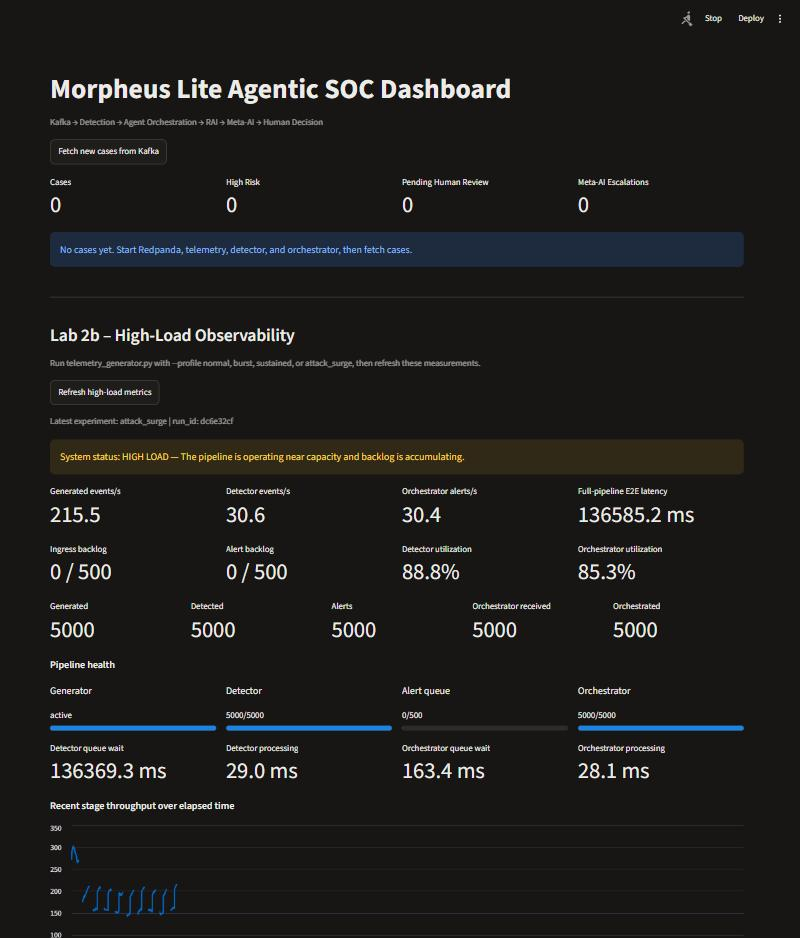 Stop Deploy
Morpheus Lite Agentic SOC Dashboard
Kafka → Detection → Agent Orchestration → RAI → Meta-AI → Human Decision
Fetch new cases from Kafka
Cases High Risk Pending Human Review Meta-AI Escalations
0 0 0 0
No cases yet. Start Redpanda, telemetry, detector, and orchestrator, then fetch cases.
Lab 2b – High-Load Observability
Run telemetry_generator.py with --profile normal, burst, sustained, or attack_surge, then refresh these measurements.
Refresh high-load metrics
Latest experiment: attack_surge | run_id: dc6e32cf
System status: HIGH LOAD — The pipeline is operating near capacity and backlog is accumulating.
Generated events/s Detector events/s Orchestrator alerts/s Full-pipeline E2E latency
215.5 30.6 30.4 136585.2 ms
Ingress backlog Alert backlog Detector utilization Orchestrator utilization
0 / 500 0 / 500 88.8% 85.3%
Generated Detected Alerts Orchestrator received Orchestrated
5000 5000 5000 5000 5000
Pipeline health
Generator Detector Alert queue Orchestrator
active 5000/5000 0/500 5000/5000
Detector queue wait Detector processing Orchestrator queue wait Orchestrator processing
136369.3 ms 29.0 ms 163.4 ms 28.1 ms
Recent stage throughput over elapsed time
350
300
250
200
150
100